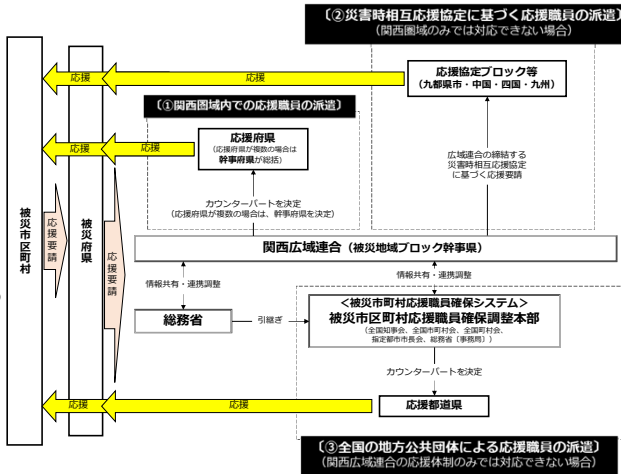 〔②災害時相互応援協定に基づく応援職員の派遣〕
（関西圏域のみでは対応できない場合）
応援
応援
応援協定ブロック等
（九都県市・中国・四国・九州）
〔①関西圏域内での応援職員の派遣〕
応援
応援
応援府県
（応援府県が複数の場合は
幹事府県が総括）
広域連合の締結する
災害時相互応援協定
に基づく応援要請
カウンターパートを決定
（応援府県が複数の場合は、幹事府県を決定）
被災市区町村
応援要請
被災府県
応援要請
関西広域連合（被災地域ブロック幹事県）
情報共有・連携調整
情報共有・連携調整
総務省
引継ぎ
＜被災市町村応援職員確保システム＞
被災市区町村応援職員確保調整本部
（全国知事会、全国市町村会、全国町村会、
指定都市市長会、総務省〔事務局〕）
カウンターパートを決定
応援
応援
応援都道県
〔③全国の地方公共団体による応援職員の派遣〕
（関西広域連合の応援体制のみでは対応できない場合）